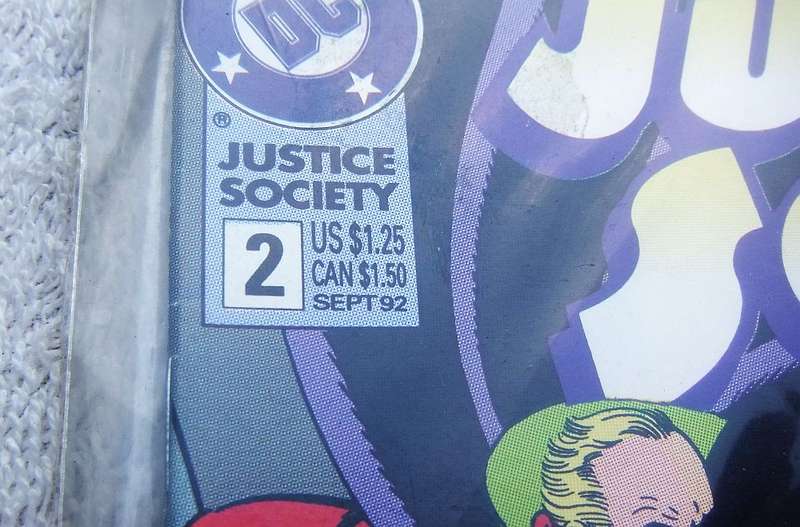 DC
®
JUSTICE
SOCIETY
2
US $1.25
CAN $1.50
SEPT 92